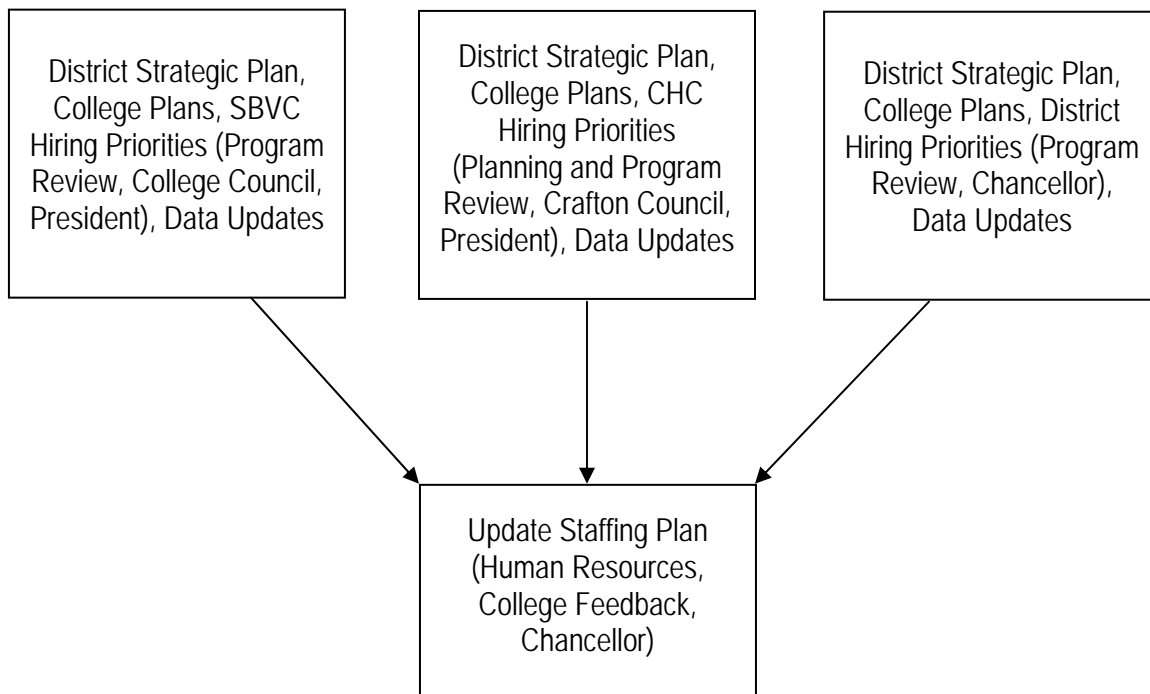 District Strategic Plan,
College Plans, SBVC
Hiring Priorities (Program
Review, College Council,
President), Data Updates
District Strategic Plan,
College Plans, CHC
Hiring Priorities
(Planning and Program
Review, Crafton Council,
President), Data Updates
District Strategic Plan,
College Plans, District
Hiring Priorities (Program
Review, Chancellor),
Data Updates
Update Staffing Plan
(Human Resources,
College Feedback,
Chancellor)